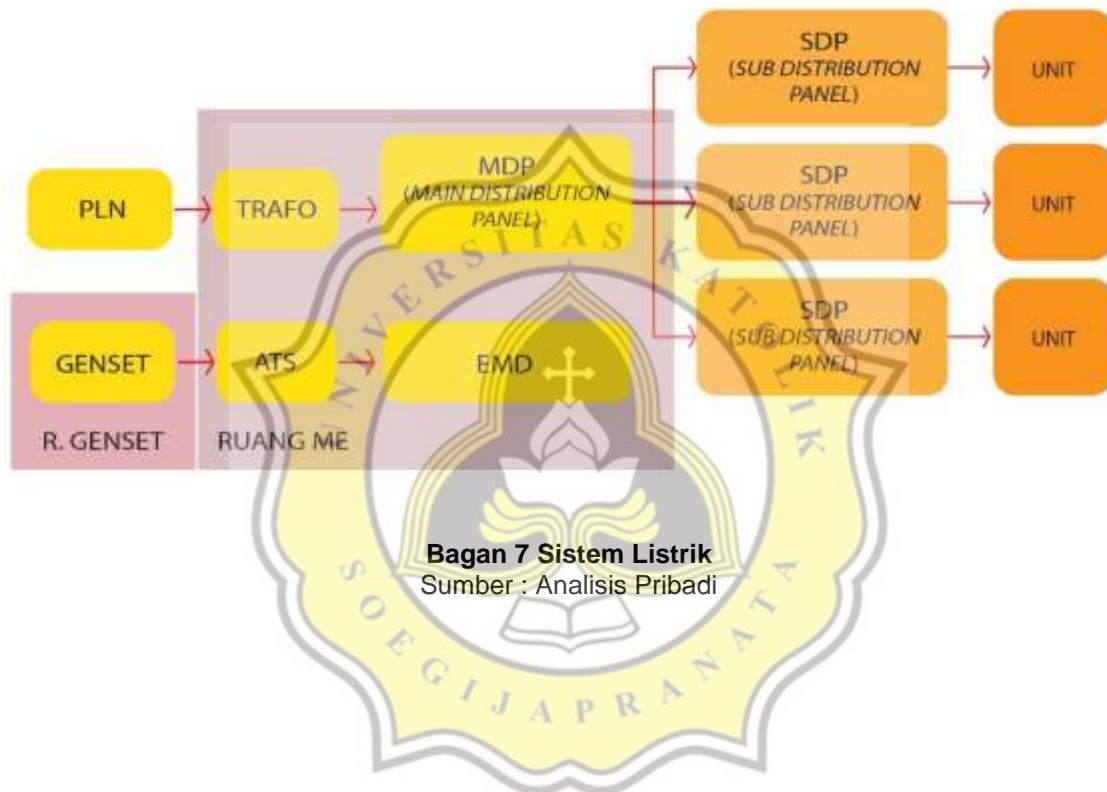 SDP
(SUB DISTRIBUTION
PANEL)
UNIT
PLN
TRAFO
MDP
(MAIN DISTRIBUTION
PANEL)
SDP
(SUB DISTRIBUTION
PANEL)
UNIT
GENSET
ATS
EMD
SDP
(SUB DISTRIBUTION
PANEL)
UNIT
R. GENSET
RUANG ME
UNIVERSITAS KATOLIK
SOEGIJAPRANATA
Bagan 7 Sistem Listrik
Sumber : Analisis Pribadi